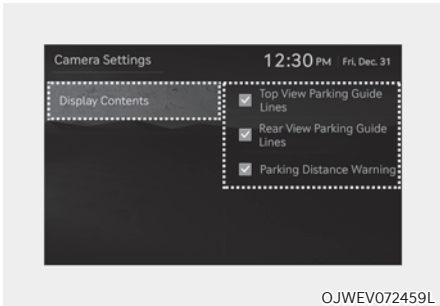 Camera Settings
12:30 PM Fri, Dec. 31
Display Contents
Top View Parking Guide
Lines
Rear View Parking Guide
Lines
Parking Distance Warning
OJWEV072459L